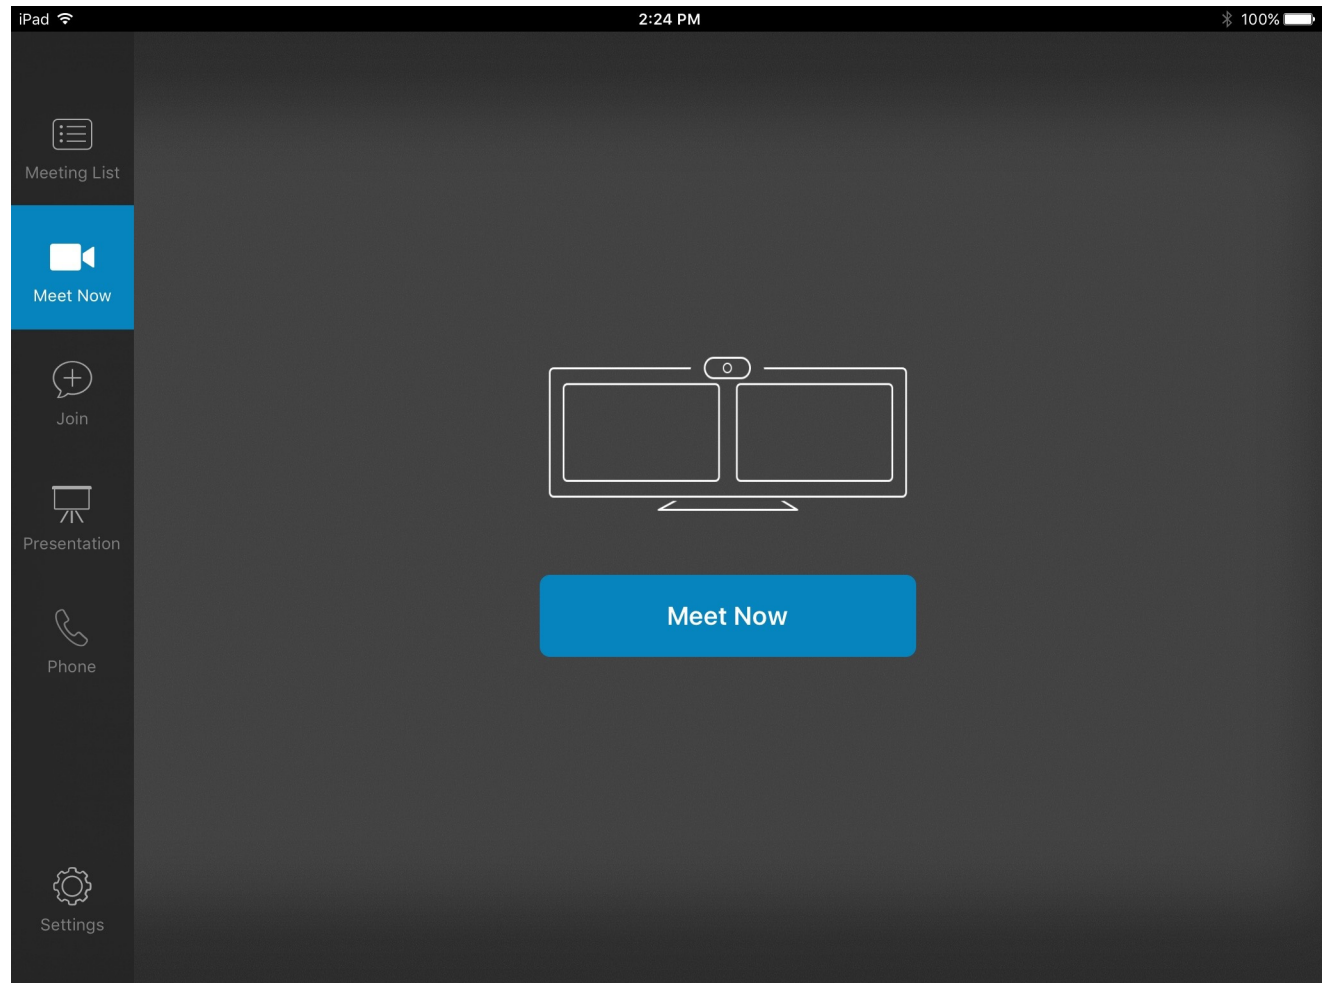 iPad 2:24 PM 100%
Meeting List
Meet Now
Join
Presentation
Phone
Settings
Meet Now